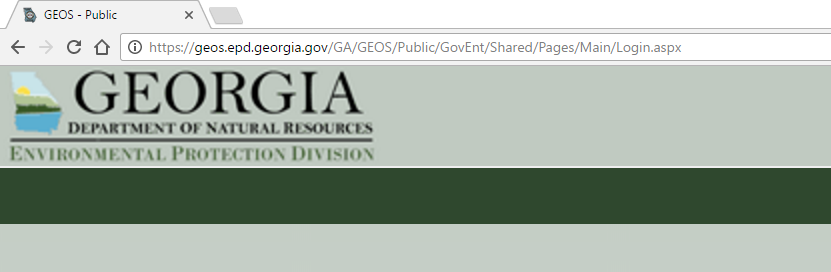 GEOS - Public
https://geos.epd.georgia.gov/GA/GEOS/Public/GovEnt/Shared/Pages/Main/Login.aspx
GEORGIA
DEPARTMENT OF NATURAL RESOURCES
ENVIRONMENTAL PROTECTION DIVISION